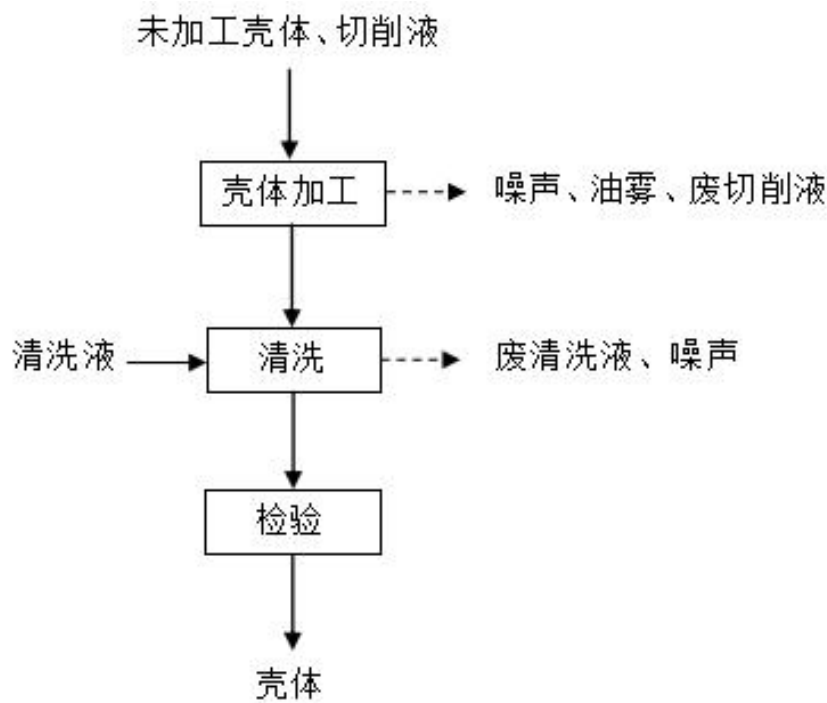 未加工壳体、切削液
壳体加工
噪声、油雾、废切削液
清洗液
清洗
废清洗液、噪声
检验
壳体